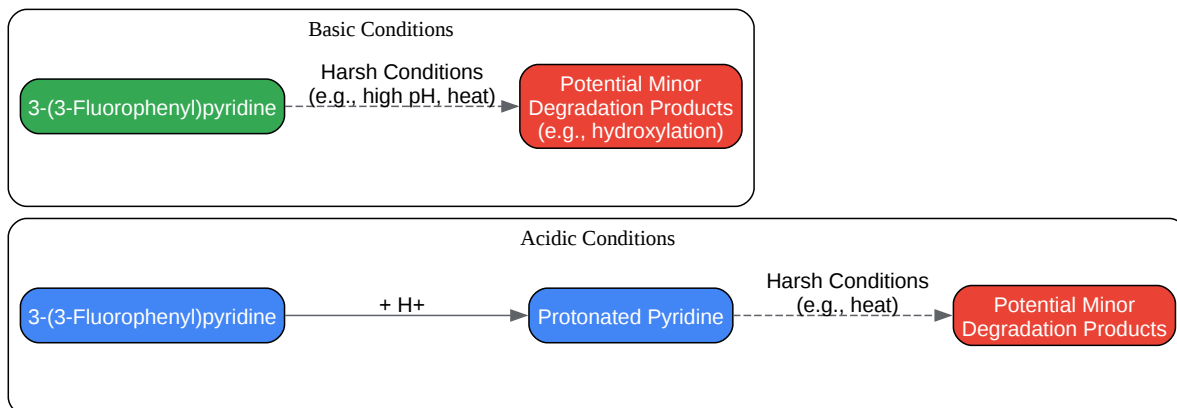 Basic Conditions
3-(3-Fluorophenyl)pyridine
Harsh Conditions
(e.g., high pH, heat)
Potential Minor
Degradation Products
(e.g., hydroxylation)
Acidic Conditions
3-(3-Fluorophenyl)pyridine
+ H+
Protonated Pyridine
Harsh Conditions
(e.g., heat)
Potential Minor
Degradation Products